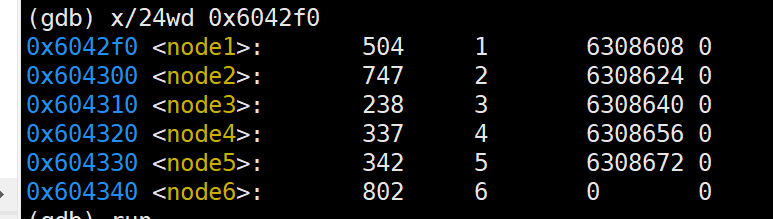 (gdb) x/24wd 0x6042f0
0x6042f0 <node1>: 504 1 6308608 0
0x604300 <node2>: 747 2 6308624 0
0x604310 <node3>: 238 3 6308640 0
0x604320 <node4>: 337 4 6308656 0
0x604330 <node5>: 342 5 6308672 0
0x604340 <node6>: 802 6 0 0
(gdb) run